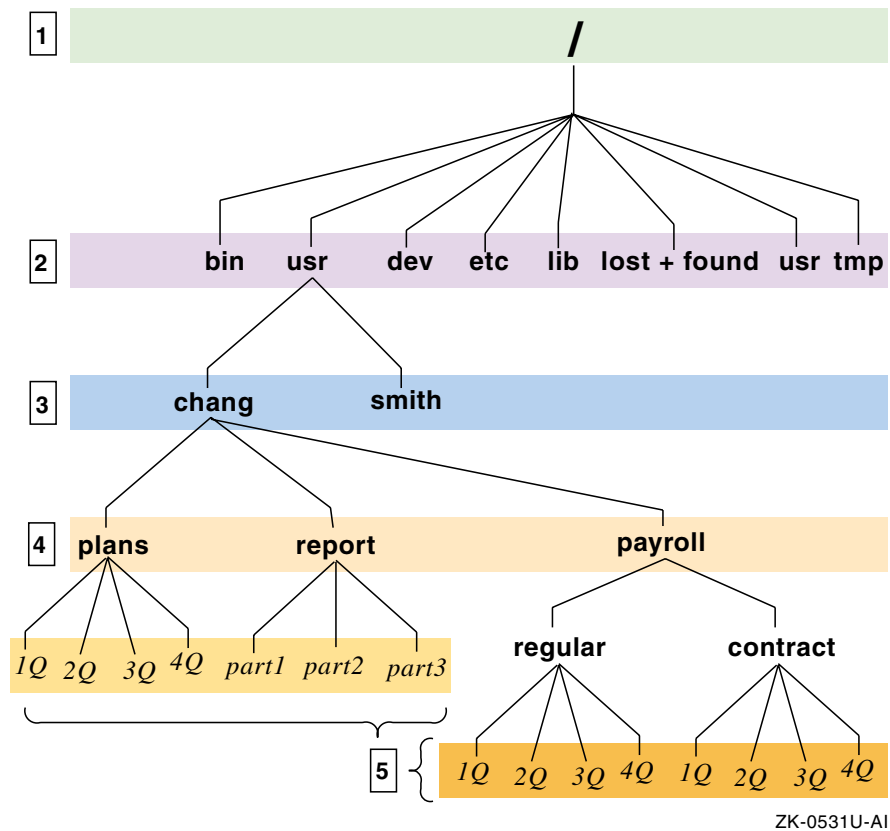 1 /
2 bin usr dev etc lib lost + found usr tmp
3 chang smith
4 plans report payroll
regular contract
1Q 2Q 3Q 4Q part1 part2 part3
5 1Q 2Q 3Q 4Q 1Q 2Q 3Q 4Q
ZK-0531U-AI